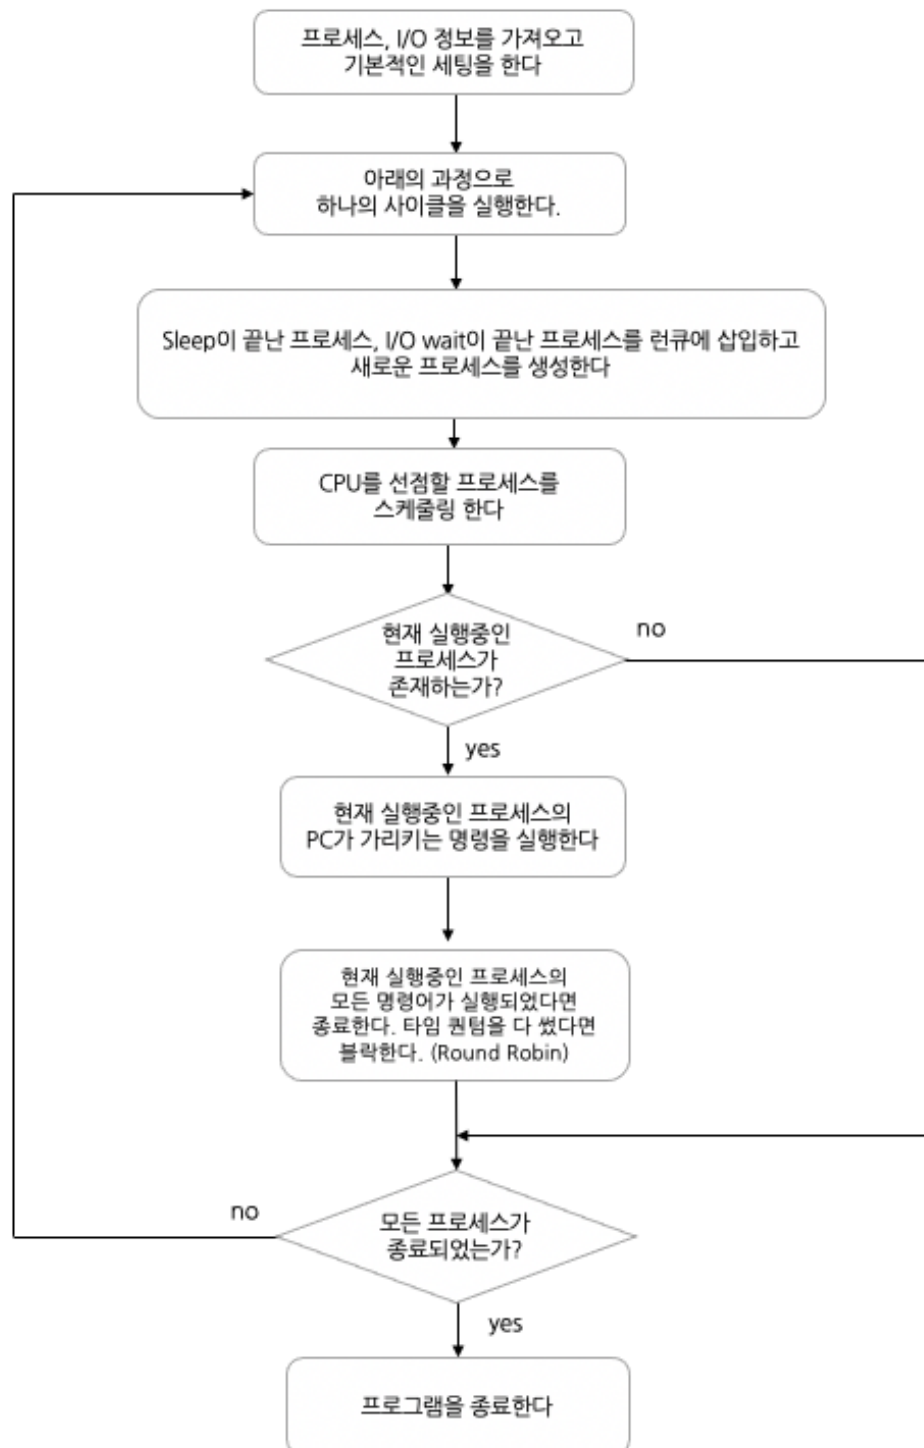 프로세스, I/O 정보를 가져오고
기본적인 세팅을 한다
아래의 과정으로
하나의 사이클을 실행한다.
Sleep이 끝난 프로세스, I/O wait이 끝난 프로세스를 런큐에 삽입하고
새로운 프로세스를 생성한다
CPU를 선점할 프로세스를
스케줄링 한다
현재 실행중인
프로세스가
존재하는가?
no
yes
현재 실행중인 프로세스의
PC가 가리키는 명령을 실행한다
현재 실행중인 프로세스의
모든 명령어가 실행되었다면
종료한다. 타임 퀀텀을 다 썼다면
블락한다. (Round Robin)
no
모든 프로세스가
종료되었는가?
yes
프로그램을 종료한다